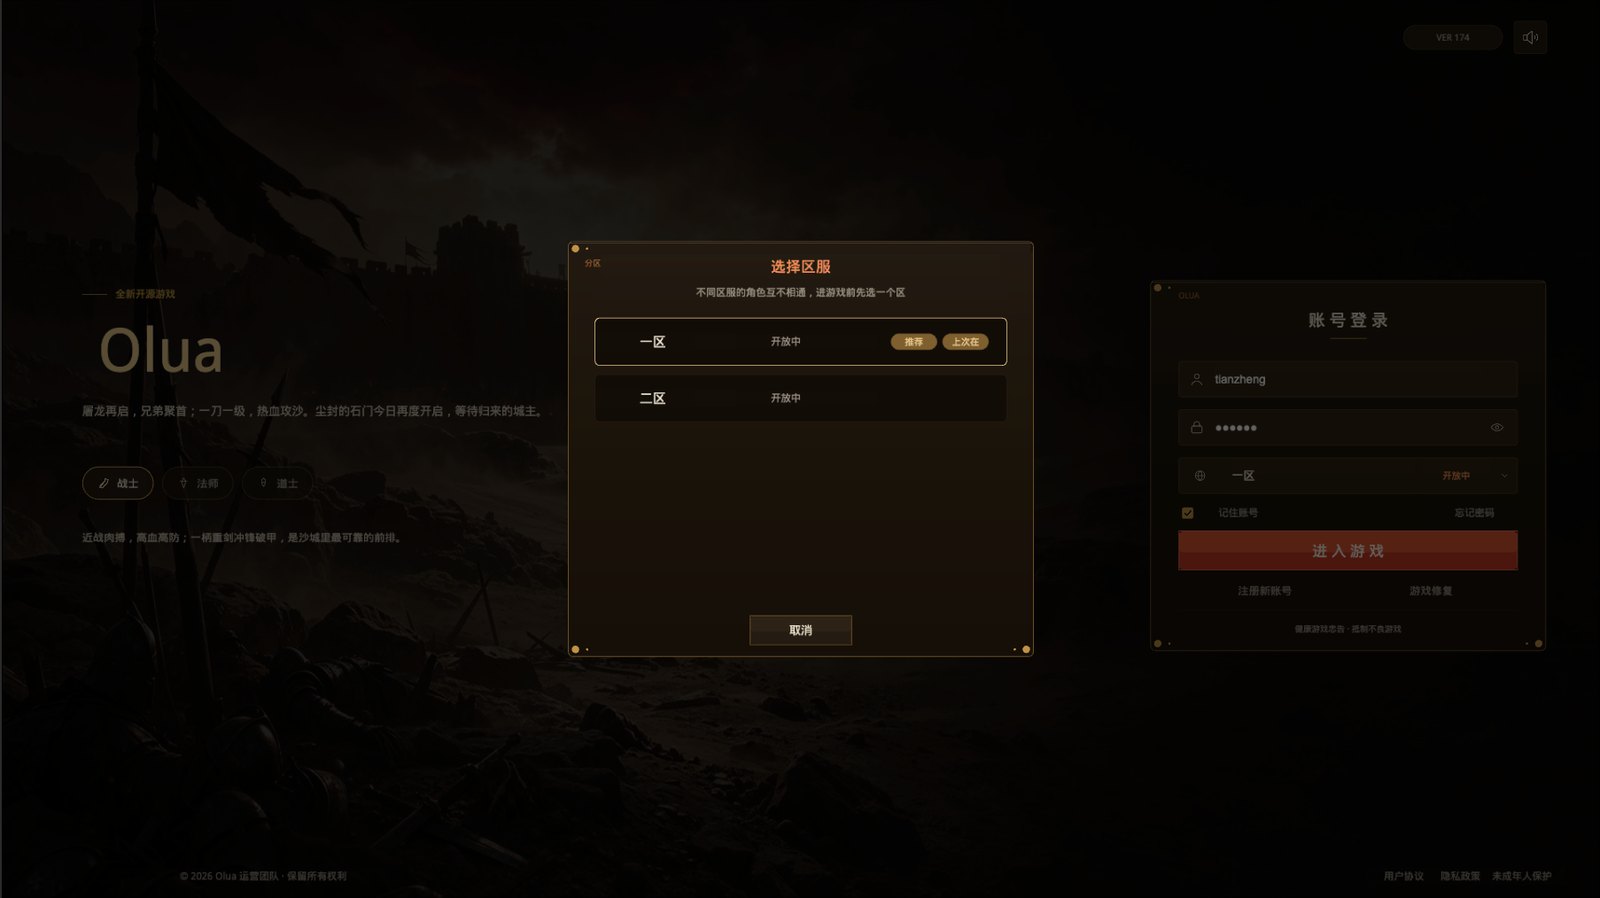 VER 174
全新开源游戏
Olua
屠龙再启，兄弟聚首；一刀一级，热血攻沙。尘封的石门今日再度开启，等待归来的城主。
战士
法师
道士
近战肉搏，高血高防；一柄重剑冲锋破甲，是沙城里最可靠的前排。
分区
选择区服
不同区服的角色互不相通，进游戏前先选一个区
一区 开放中 推荐 上次在
二区 开放中
取消
OLUA
账号登录
tianzheng
一区 开放中
记住账号 忘记密码
进入游戏
注册新账号 游戏修复
健康游戏忠告 · 抵制不良游戏
© 2026 Olua 运营团队 · 保留所有权利
用户协议 隐私政策 未成年人保护